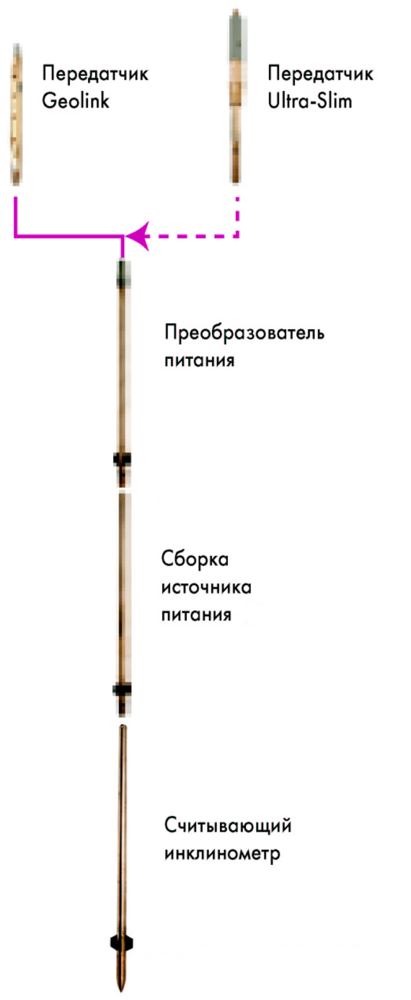 Передатчик
Geolink
Передатчик
Ultra-Slim
Преобразователь
питания
Сборка
источника
питания
Считывающий
инклинометр